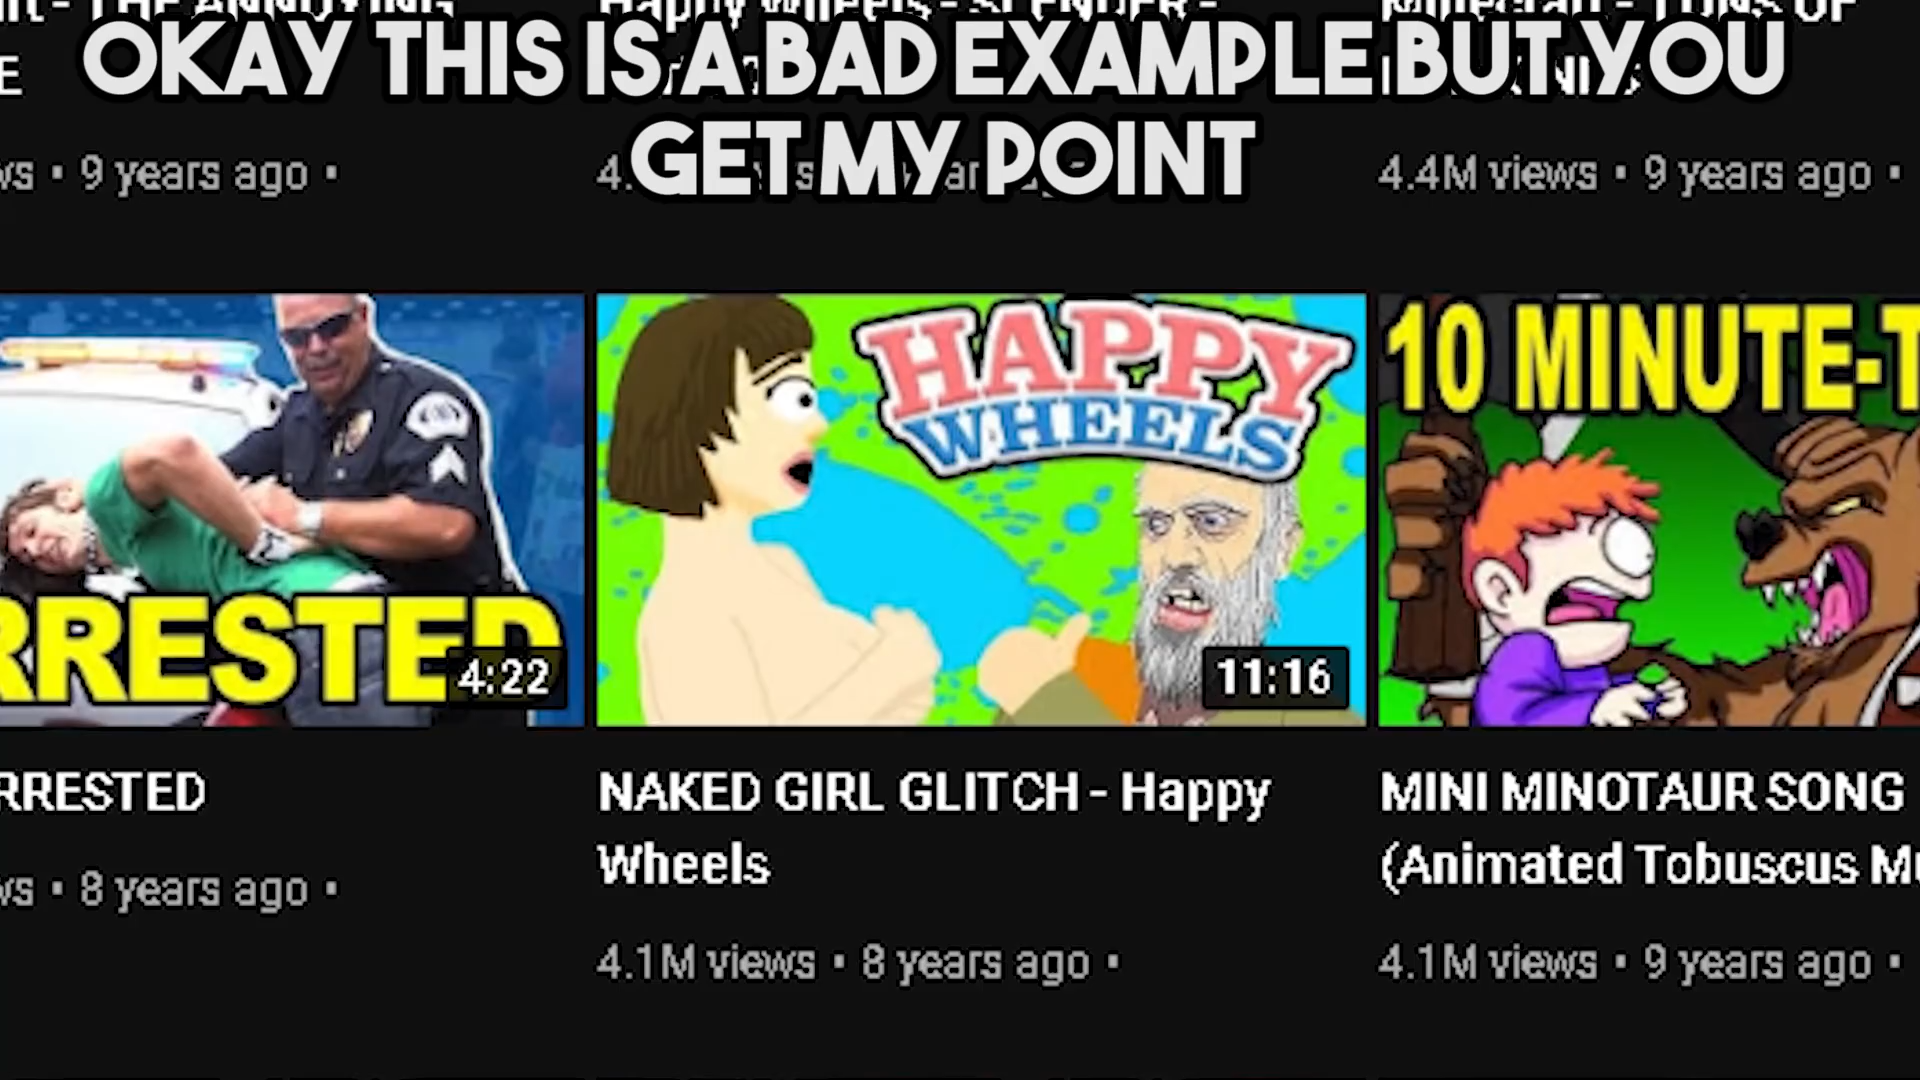 OKAY THIS IS A BAD EXAMPLE BUT YOU
GET MY POINT
E
9 years ago •
4.4M views • 9 years ago •
RRESTED
4:22
HAPPY
WHEELS
11:16
10 MINUTE-T
RRESTED
8 years ago •
NAKED GIRL GLITCH - Happy
Wheels
4.1M views • 8 years ago •
MINI MINOTAUR SONG
(Animated Tobuscus Mu
4.1M views • 9 years ago •